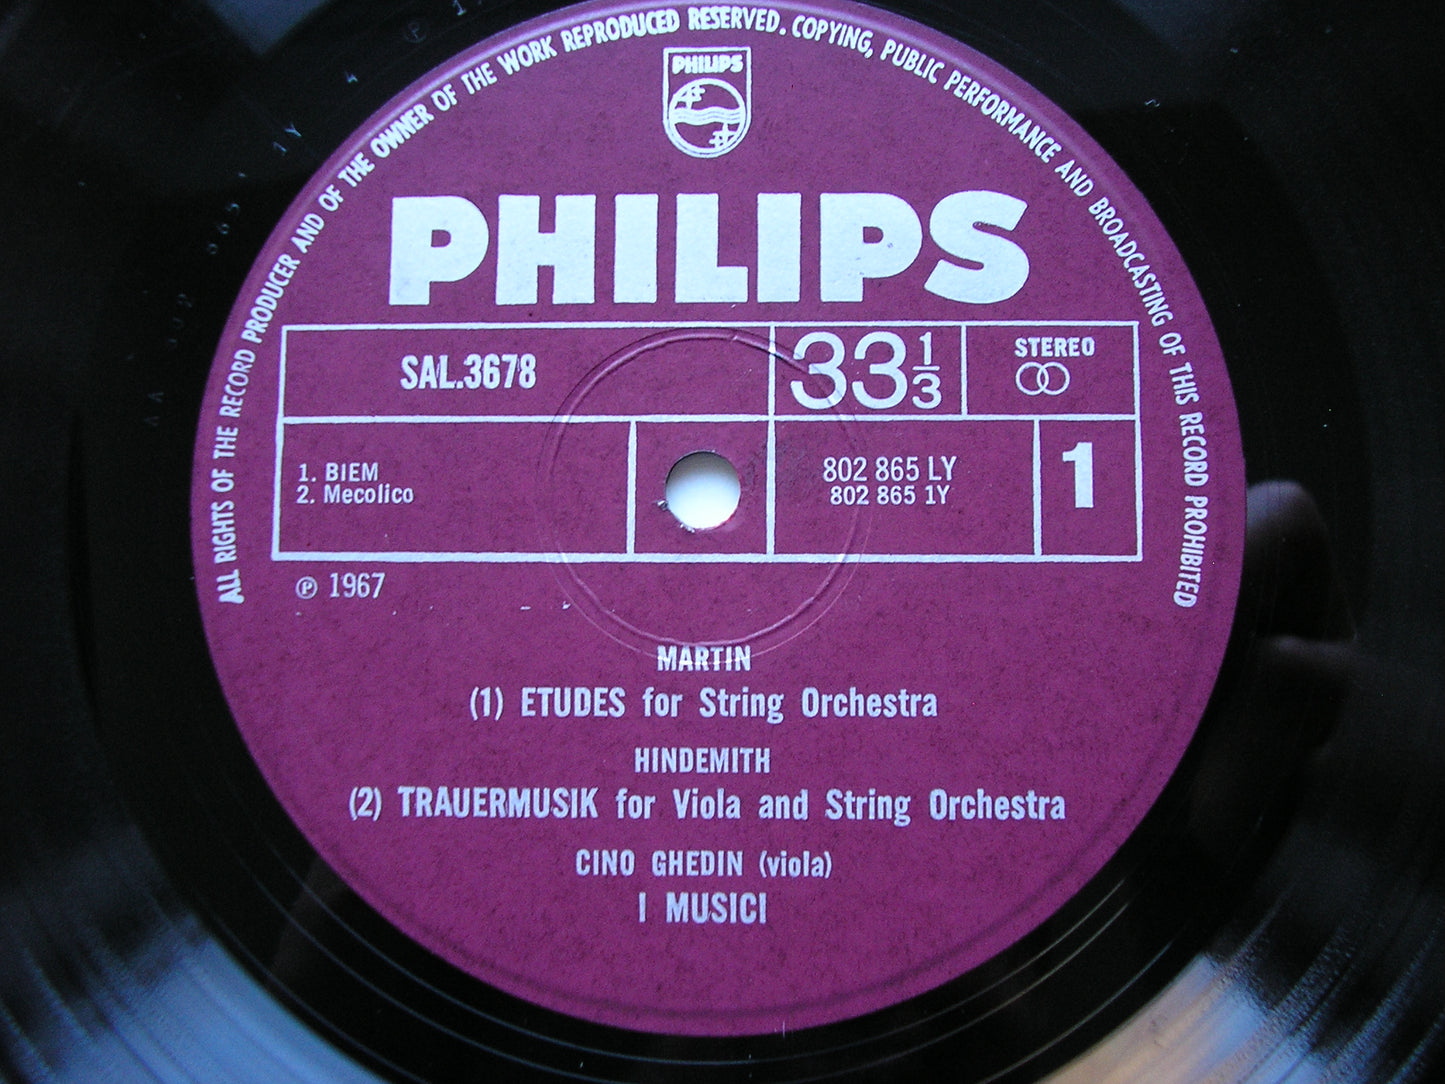 ALL RIGHTS OF THE RECORD PRODUCER AND OF THE OWNER OF THE WORK REPRODUCED RESERVED. COPYING, PUBLIC PERFORMANCE AND BROADCASTING OF THIS RECORD PROHIBITED
PHILIPS
PHILIPS
SAL.3678
33 1/3
STEREO
1. BIEM
2. Mecolico
802 865 LY
802 865 1Y
1
℗ 1967
MARTIN
(1) ETUDES for String Orchestra
HINDEMITH
(2) TRAUERMUSIK for Viola and String Orchestra
CINO GHEDIN (viola)
I MUSICI